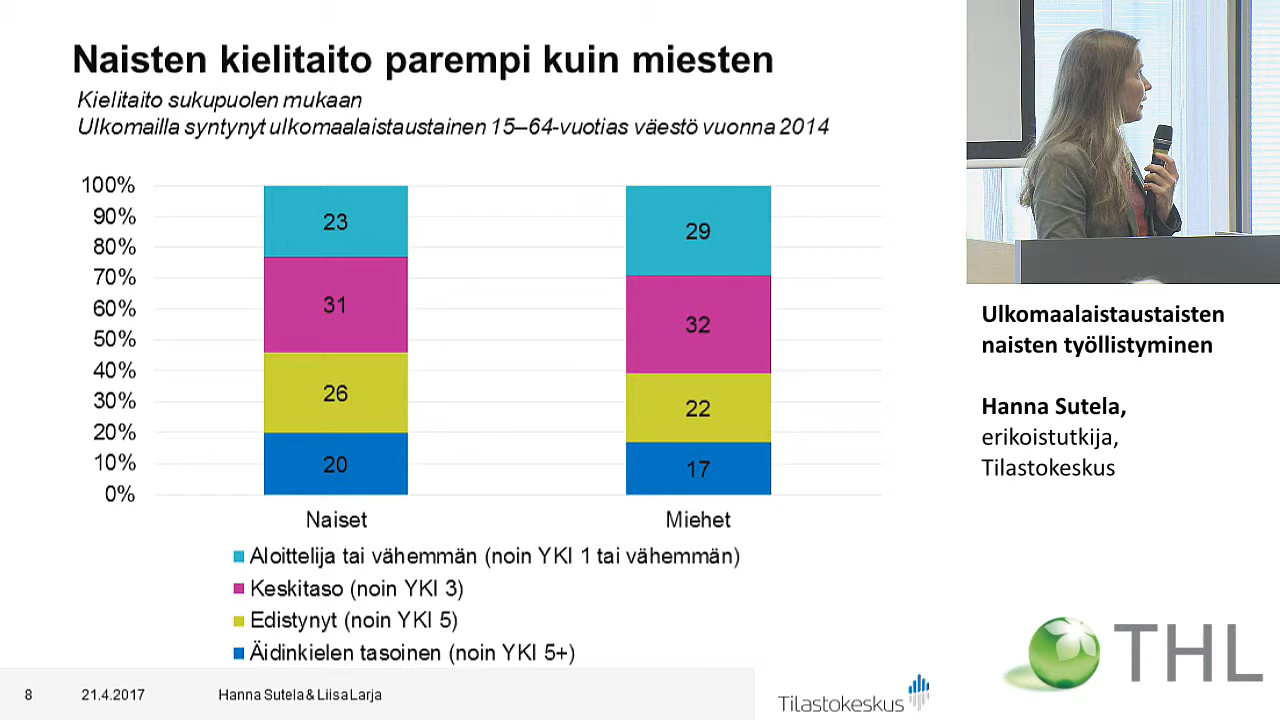 Naisten kielitaito parempi kuin miesten
Kielitaito sukupuolen mukaan
Ulkomailla syntynyt ulkomaalaistaustainen 15–64-vuotias väestö vuonna 2014
100%
90%
80%
70%
60%
50%
40%
30%
20%
10%
0%
23
31
26
20
29
32
22
17
Naiset
Miehet
Aloittelija tai vähemmän (noin YKI 1 tai vähemmän)
Keskitaso (noin YKI 3)
Edistynyt (noin YKI 5)
Äidinkielen tasoinen (noin YKI 5+)
8
21.4.2017
Hanna Sutela & Liisa Larja
Tilastokeskus
Ulkomaalaistaustaisten
naisten työllistyminen
Hanna Sutela,
erikoistutkija,
Tilastokeskus
THL